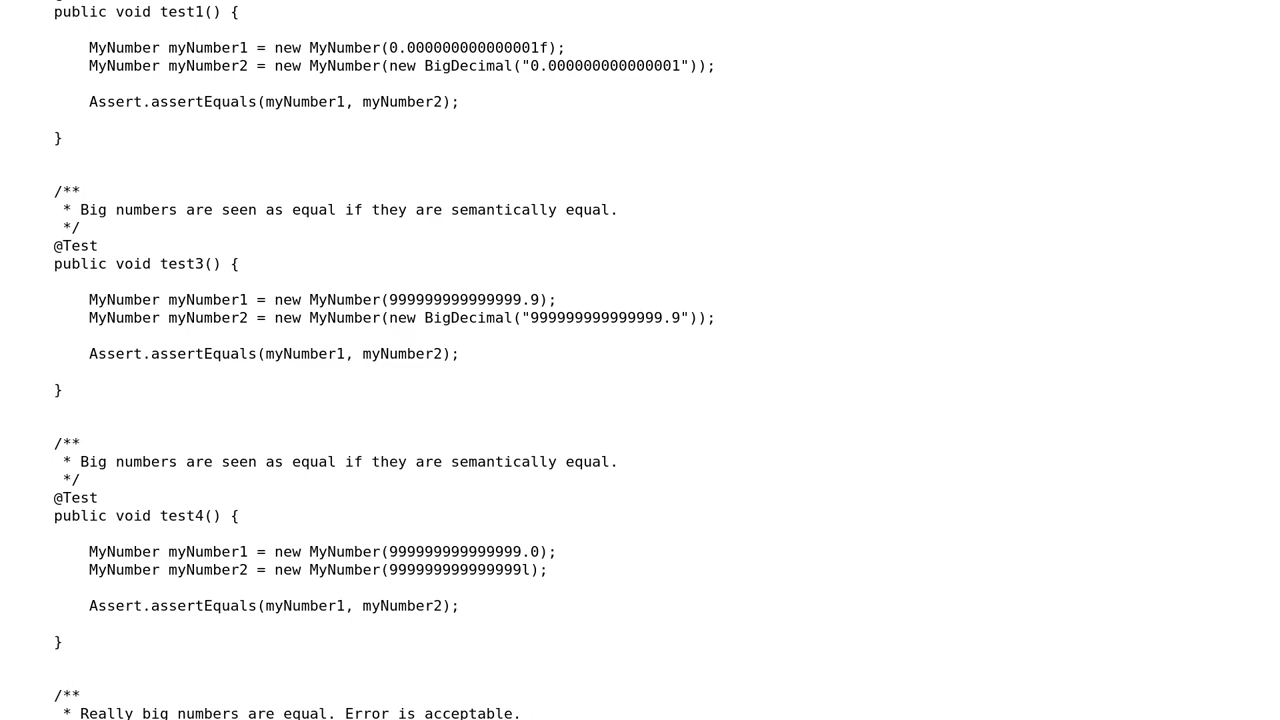 public void test1() {
MyNumber myNumber1 = new MyNumber(0.000000000000001f);
MyNumber myNumber2 = new MyNumber(new BigDecimal("0.000000000000001"));
Assert.assertEquals(myNumber1, myNumber2);
}
/**
* Big numbers are seen as equal if they are semantically equal.
*/
@Test
public void test3() {
MyNumber myNumber1 = new MyNumber(999999999999999.9);
MyNumber myNumber2 = new MyNumber(new BigDecimal("999999999999999.9"));
Assert.assertEquals(myNumber1, myNumber2);
}
/**
* Big numbers are seen as equal if they are semantically equal.
*/
@Test
public void test4() {
MyNumber myNumber1 = new MyNumber(999999999999999.0);
MyNumber myNumber2 = new MyNumber(999999999999999l);
Assert.assertEquals(myNumber1, myNumber2);
}
/**
* Really big numbers are equal. Error is acceptable.